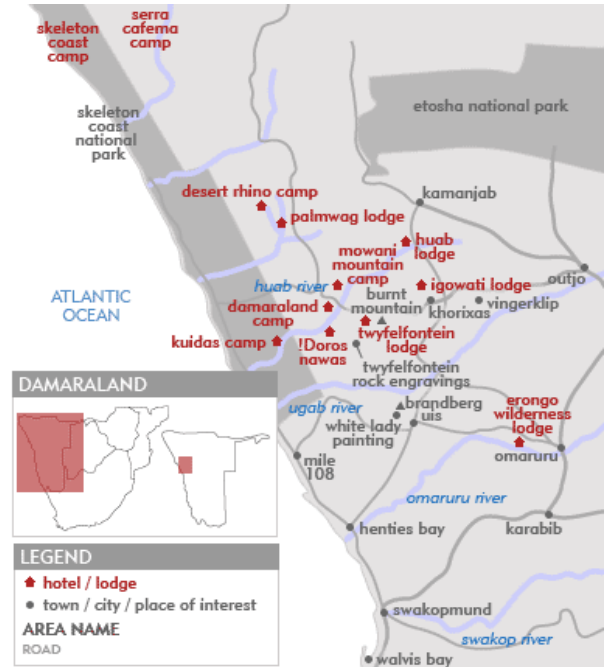 skeleton
coast
camp
serra
cafema
camp
skeleton
coast
national
park
etosha national park
desert rhino camp
palmwag lodge
kamanjab
mowani
mountain
camp
huab
lodge
huab river
igowati lodge
outjo
ATLANTIC
OCEAN
damaraland
camp
burnt
mountain
khorixas
vingerklip
kuidas camp
!Doros
nawas
twyfelfontein
lodge
twyfelfontein
rock engravings
DAMARALAND
ugab river
brandberg
uis
white lady
painting
erongo
wilderness
lodge
omaruru
mile
108
omaruru river
henties bay
karabib
LEGEND
hotel / lodge
town / city / place of interest
AREA NAME
ROAD
swakopmund
swakop river
walvis bay